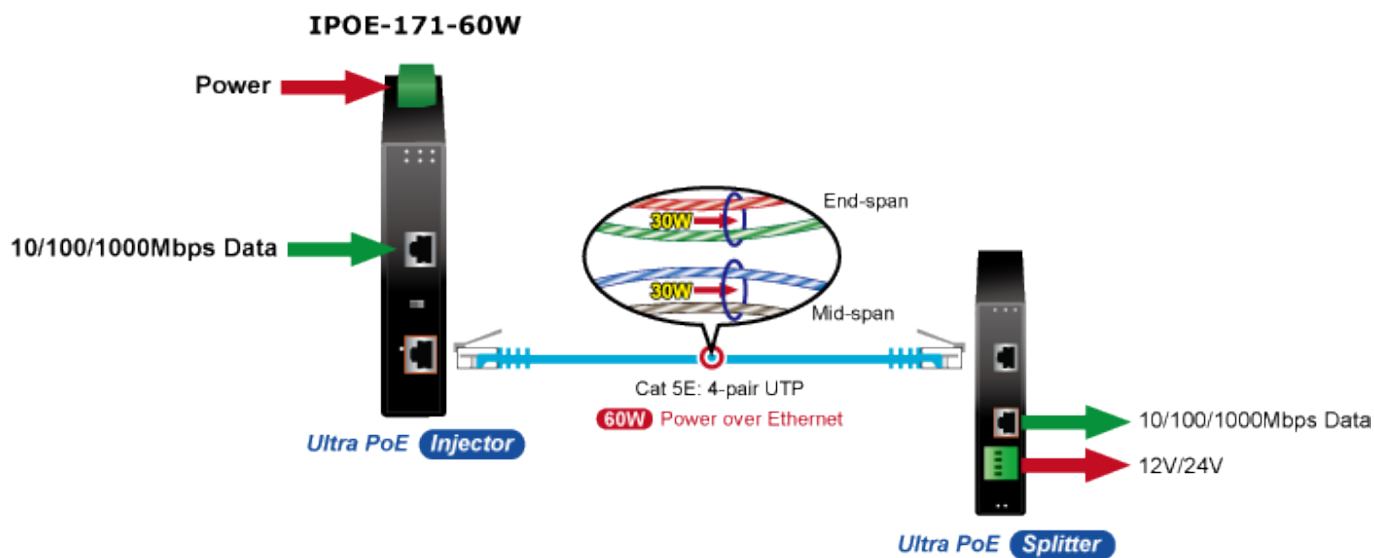 IPOE-171-60W
Power
10/100/1000Mbps Data
30W
End-span
30W
Mid-span
Cat 5E: 4-pair UTP
60W Power over Ethernet
Ultra PoE Injector
10/100/1000Mbps Data
12V/24V
Ultra PoE Splitter